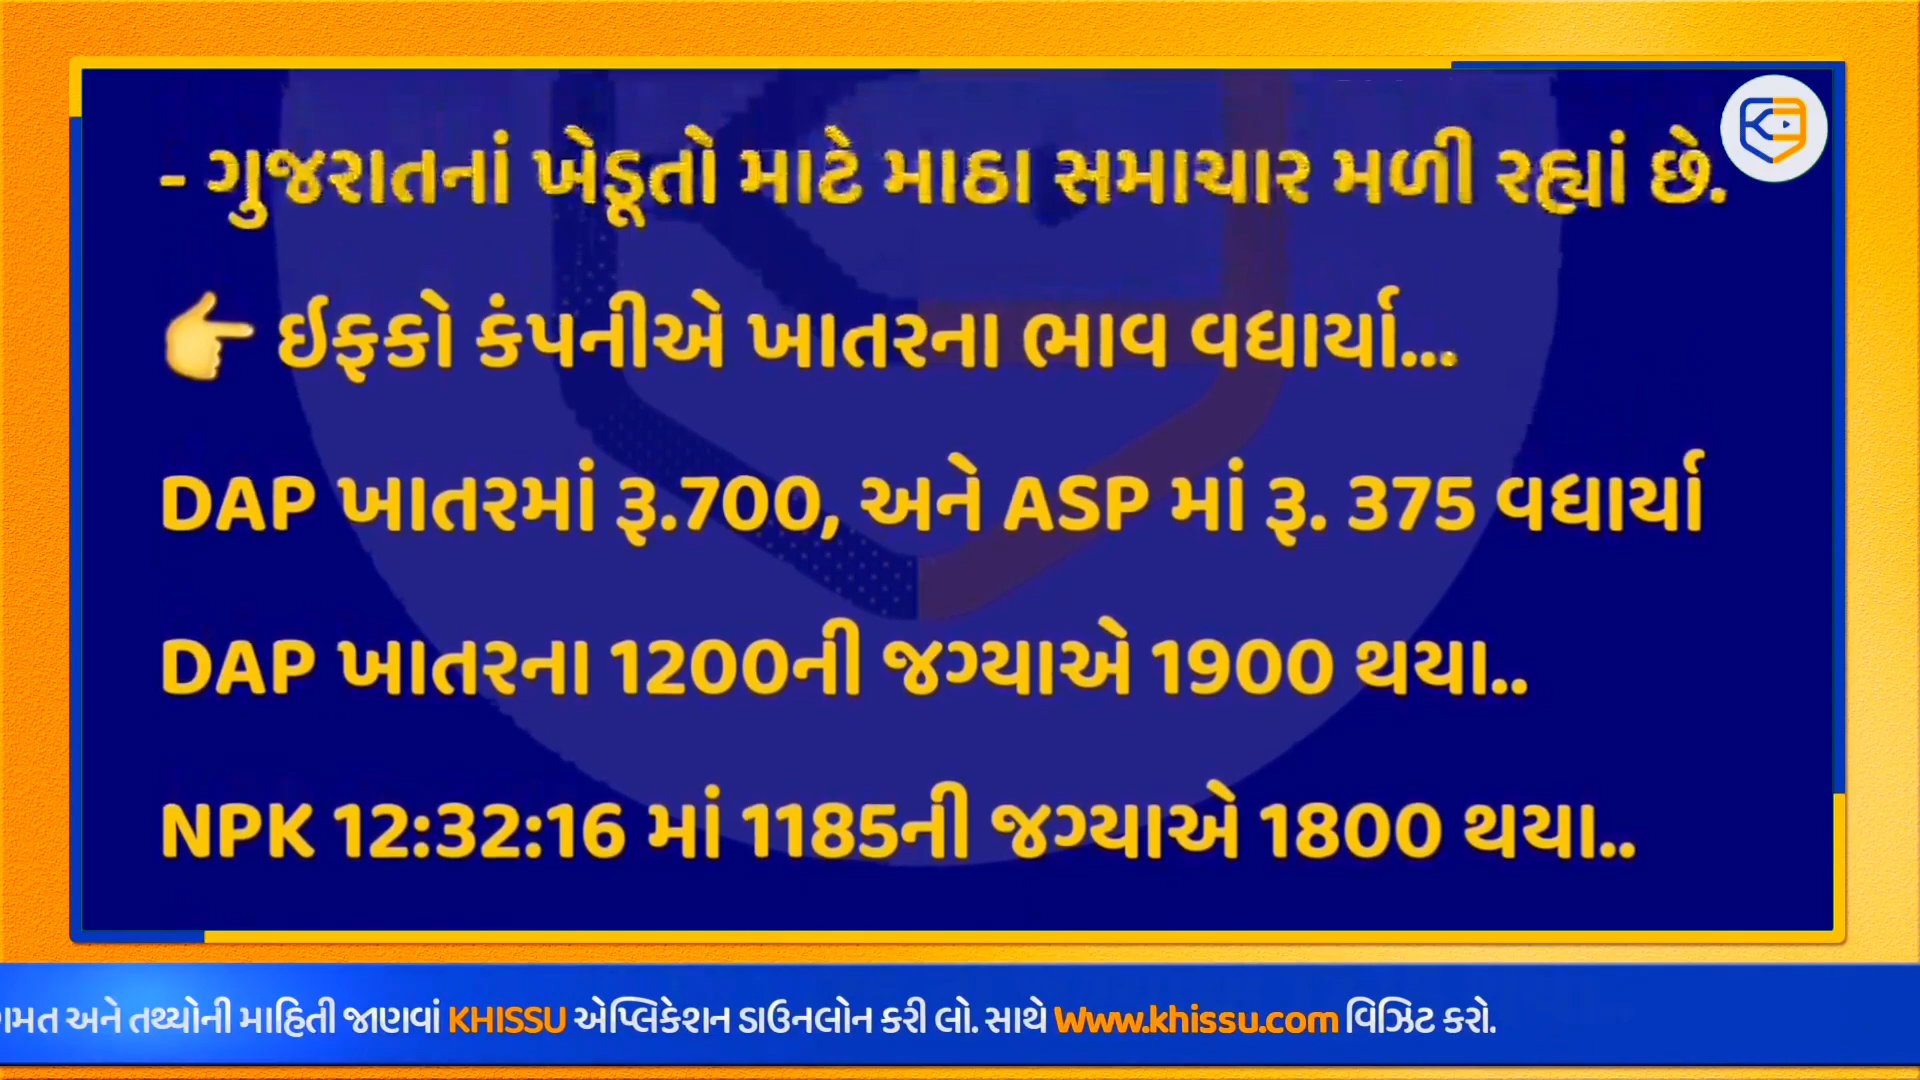 - ગુજરાતનાં ખેડૂતો માટે માઠા સમાચાર મળી રહ્યાં છે.
👉 ઇફકો કંપનીએ ખાતરના ભાવ વધાર્યા...
DAP ખાતરમાં રૂ.700, અને ASP માં રૂ. 375 વધાર્યા
DAP ખાતરના 1200ની જગ્યાએ 1900 થયા..
NPK 12:32:16 માં 1185ની જગ્યાએ 1800 થયા..
અને તથ્યોની માહિતી જાણવાં KHISSU એપ્લિકેશન ડાઉનલોન કરી લો. સાથે Www.khissu.com વિઝિટ કરો.